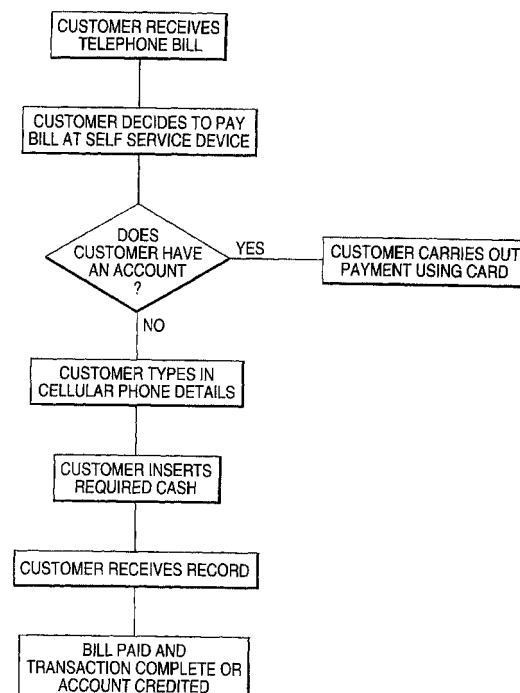 CUSTOMER RECEIVES
TELEPHONE BILL
CUSTOMER DECIDES TO PAY
BILL AT SELF SERVICE DEVICE
DOES
CUSTOMER HAVE
AN ACCOUNT
?
YES
CUSTOMER CARRIES OUT
PAYMENT USING CARD
NO
CUSTOMER TYPES IN
CELLULAR PHONE DETAILS
CUSTOMER INSERTS
REQUIRED CASH
CUSTOMER RECEIVES RECORD
BILL PAID AND
TRANSACTION COMPLETE OR
ACCOUNT CREDITED